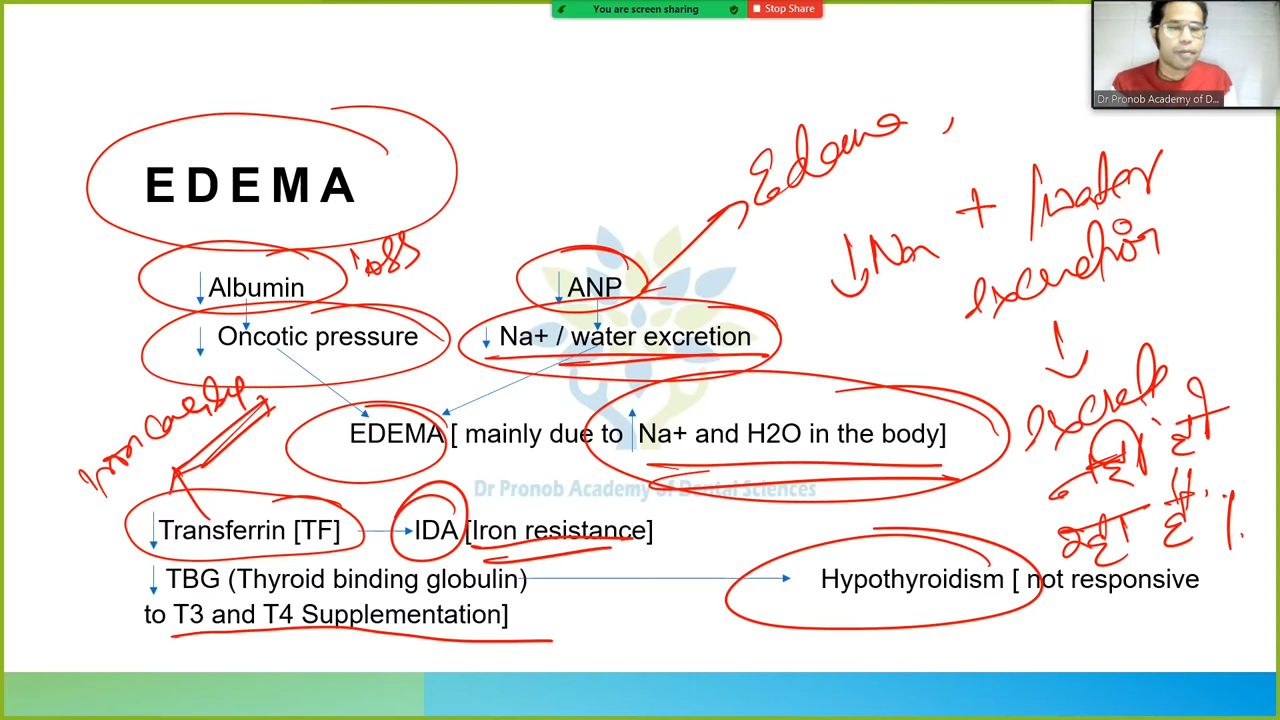 You are screen sharing
Stop Share
Dr Pronob Academy of D...
EDEMA
↓ Albumin
loss
↓ ANP
Edema,
↓ Oncotic pressure
↓ Na+ / water excretion
↓ Na+ + / water
excretion
EDEMA [ mainly due to ↑ Na+ and H2O in the body]
Dr Pronob Academy of Dental Sciences
↓ Transferrin [TF] → IDA [Iron resistance]
↓ TBG (Thyroid binding globulin) → Hypothyroidism [ not responsive
to T3 and T4 Supplementation]